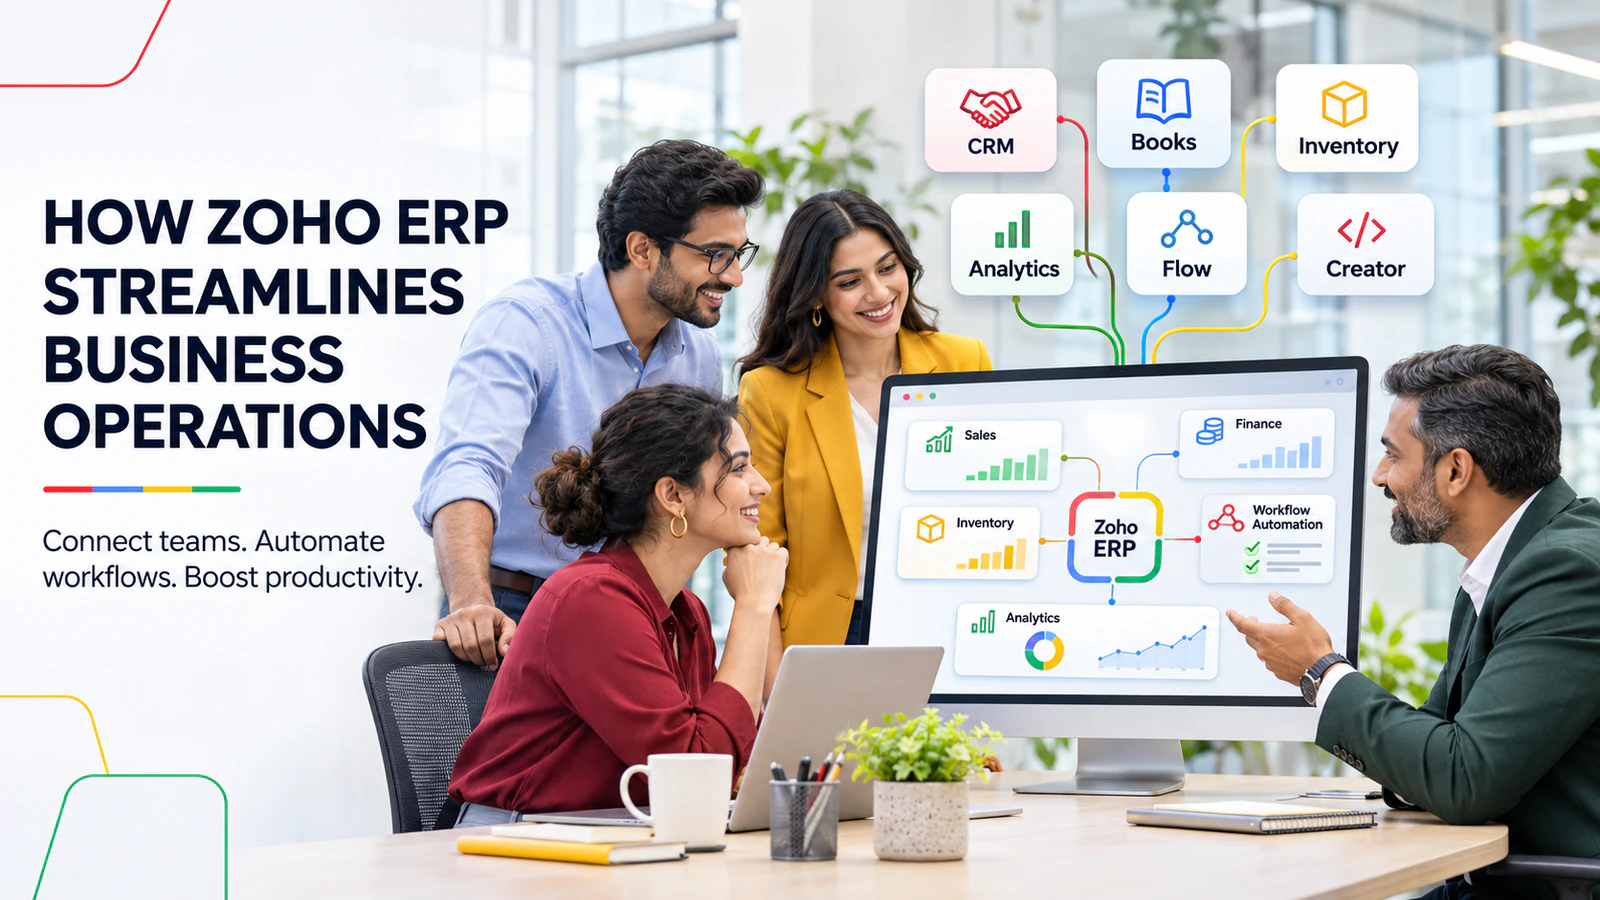 HOW ZOHO ERP
STREAMLINES
BUSINESS
OPERATIONS
Connect teams. Automate
workflows. Boost productivity.
CRM
Books
Inventory
Analytics
Flow
Creator
Sales
Finance
Inventory
Zoho
ERP
Workflow
Automation
Analytics